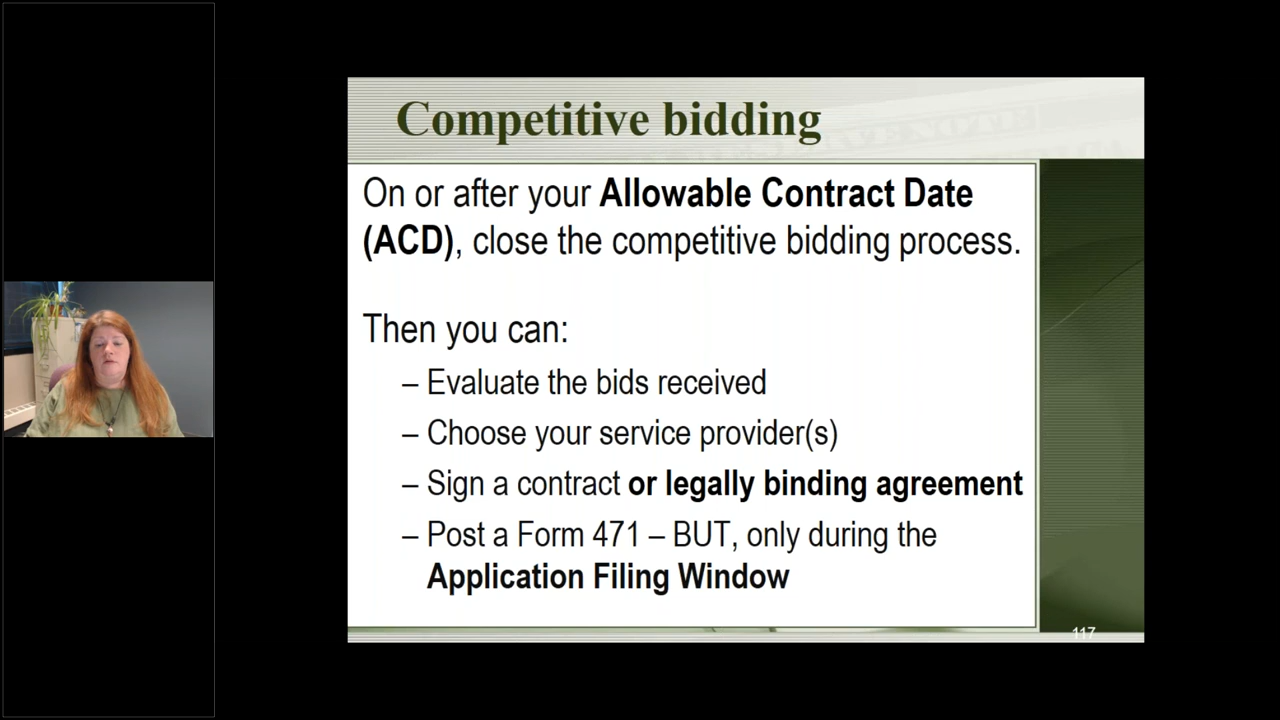 Competitive bidding
On or after your Allowable Contract Date
(ACD), close the competitive bidding process.
Then you can:
– Evaluate the bids received
– Choose your service provider(s)
– Sign a contract or legally binding agreement
– Post a Form 471 – BUT, only during the
Application Filing Window
117